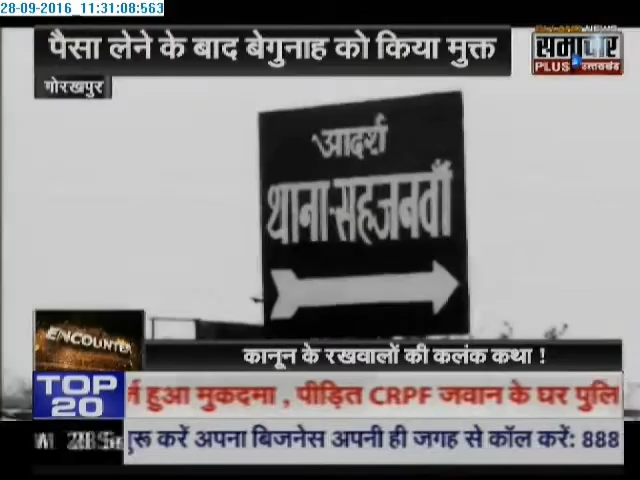 28-09-2016_11:31:08:563
पैसा लेने के बाद बेगुनाह को किया मुक्त
NEWS
समाचार
PLUS उत्तराखंड
गोरखपुर
आदर्श
थाना-सहजनवाँ
ENCOUNTER
कानून के रखवालों की कलंक कथा !
TOP 20
हुआ मुकदमा , पीड़ित CRPF जवान के घर पुलि
रू करें अपना बिजनेस अपनी ही जगह से कॉल करें: 888